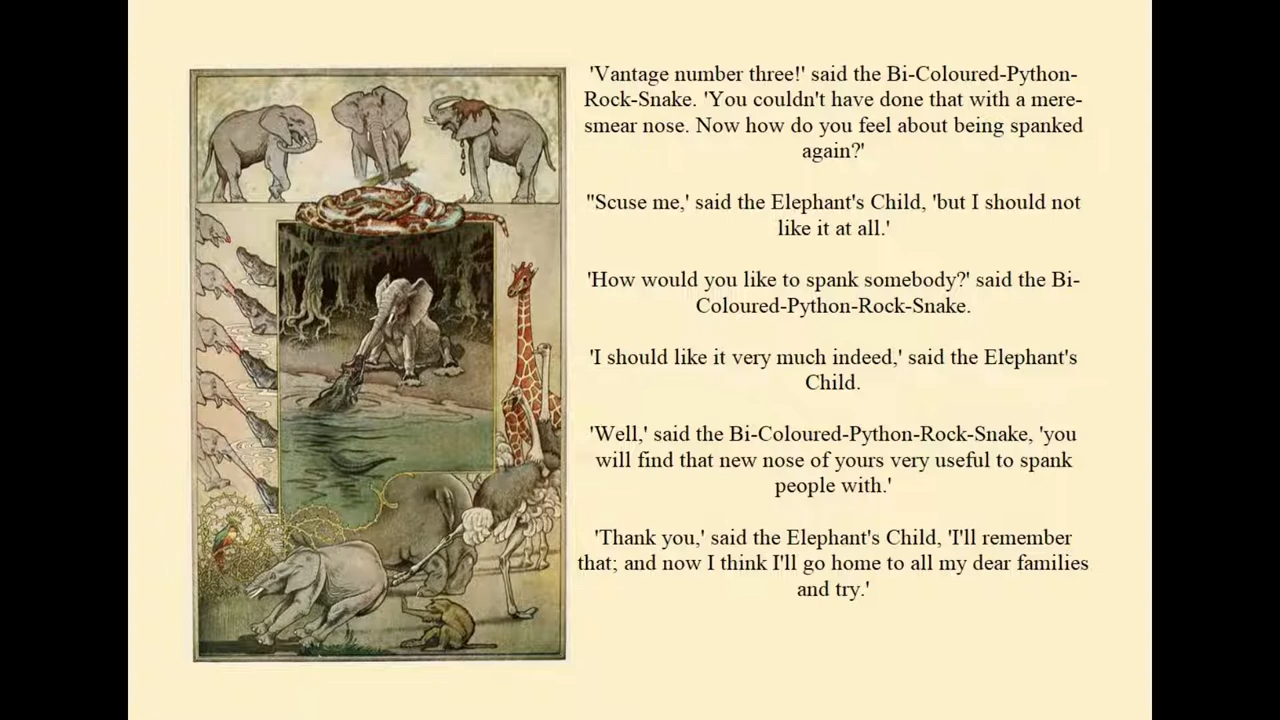 'Vantage number three!' said the Bi-Coloured-Python-
Rock-Snake. 'You couldn't have done that with a mere-
smear nose. Now how do you feel about being spanked
again?'
''Scuse me,' said the Elephant's Child, 'but I should not
like it at all.'
'How would you like to spank somebody?' said the Bi-
Coloured-Python-Rock-Snake.
'I should like it very much indeed,' said the Elephant's
Child.
'Well,' said the Bi-Coloured-Python-Rock-Snake, 'you
will find that new nose of yours very useful to spank
people with.'
'Thank you,' said the Elephant's Child, 'I'll remember
that; and now I think I'll go home to all my dear families
and try.'